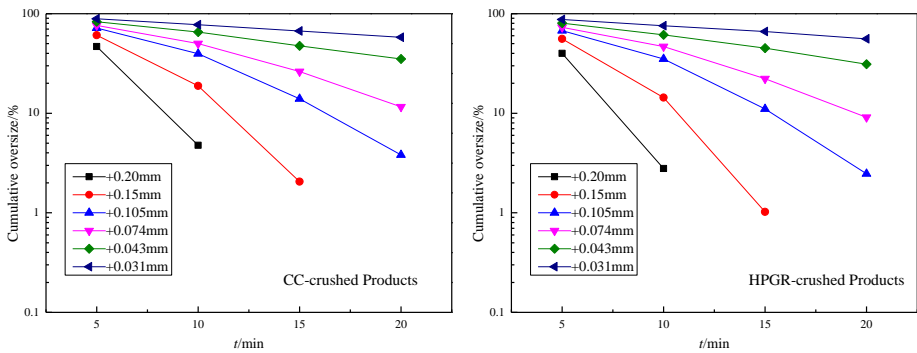 Cumulative oversize/%
100
10
1
0.1
+0.20mm
+0.15mm
+0.105mm
+0.074mm
+0.043mm
+0.031mm
CC-crushed Products
5 10 15 20
t/min
Cumulative oversize/%
100
10
1
0.1
+0.20mm
+0.15mm
+0.105mm
+0.074mm
+0.043mm
+0.031mm
HPGR-crushed Products
5 10 15 20
t/min